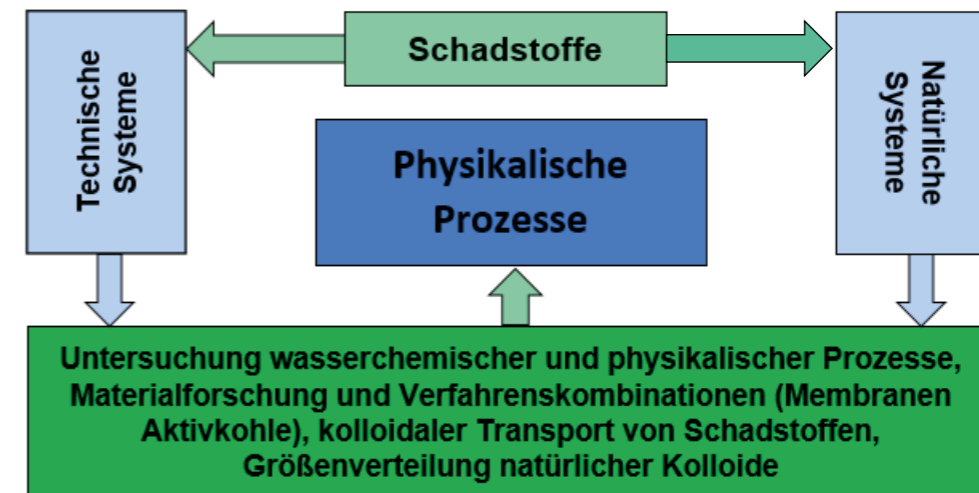 Schadstoffe
Technische
Systeme
Natürliche
Systeme
Physikalische
Prozesse
Untersuchung wasserchemischer und physikalischer Prozesse,
Materialforschung und Verfahrenskombinationen (Membranen
Aktivkohle), kolloidaler Transport von Schadstoffen,
Größenverteilung natürlicher Kolloide